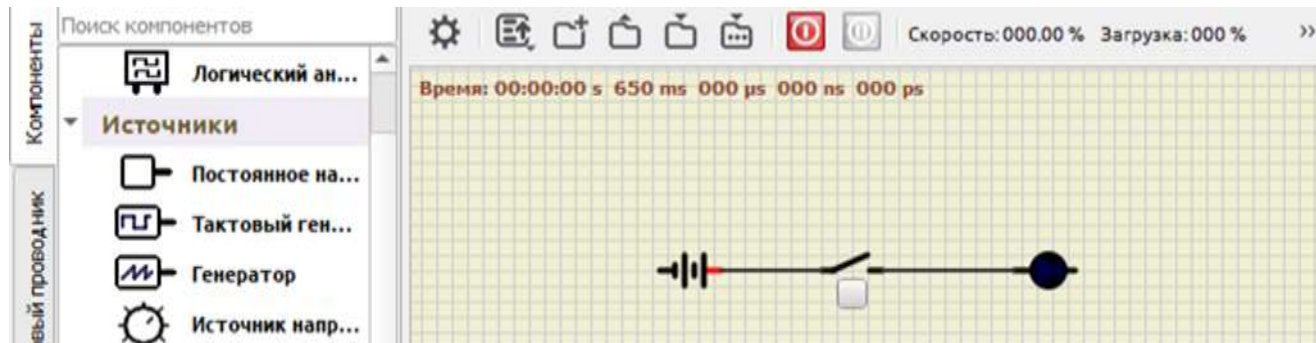 Поиск компонентов
Компоненты
Логический ан...
Источники
Постоянное на...
Тактовый ген...
Генератор
Источник напр...
вый проводник
Скорость: 000.00 % Загрузка: 000 % »
Время: 00:00:00 s 650 ms 000 µs 000 ns 000 ps